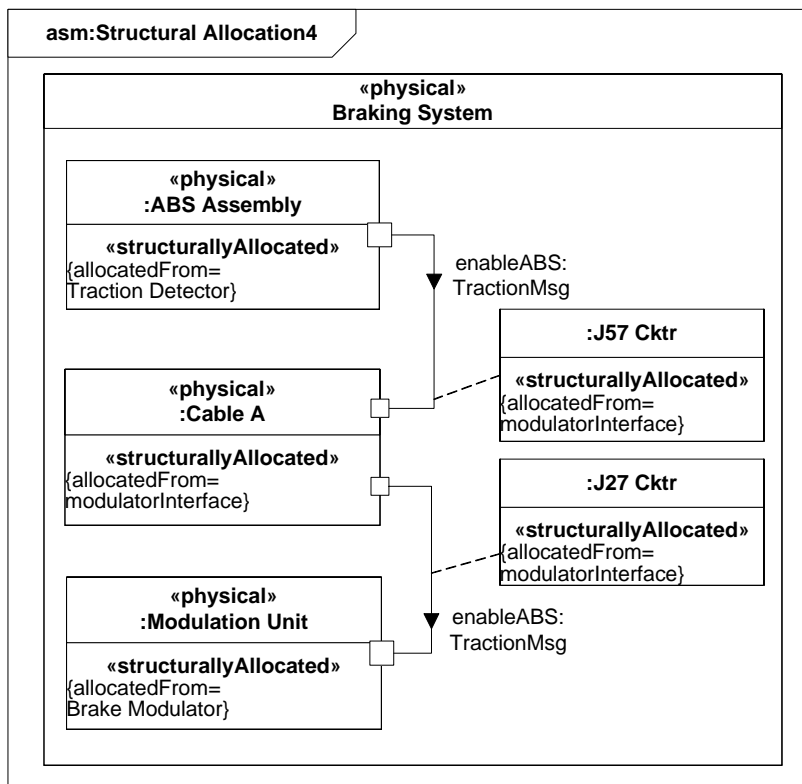 asm:Structural Allocation4
«physical»
Braking System
«physical»
:ABS Assembly
«structurallyAllocated»
{allocatedFrom=
Traction Detector}
enableABS:
TractionMsg
:J57 Cktr
«structurallyAllocated»
{allocatedFrom=
modulatorInterface}
«physical»
:Cable A
«structurallyAllocated»
{allocatedFrom=
modulatorInterface}
:J27 Cktr
«structurallyAllocated»
{allocatedFrom=
modulatorInterface}
«physical»
:Modulation Unit
«structurallyAllocated»
{allocatedFrom=
Brake Modulator}
enableABS:
TractionMsg